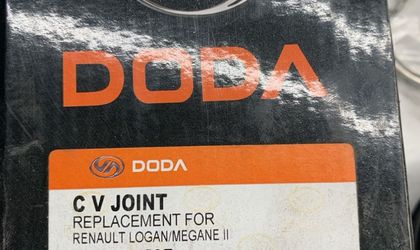 DODA
DODA
C V JOINT
REPLACEMENT FOR
RENAULT LOGAN/MEGANE II